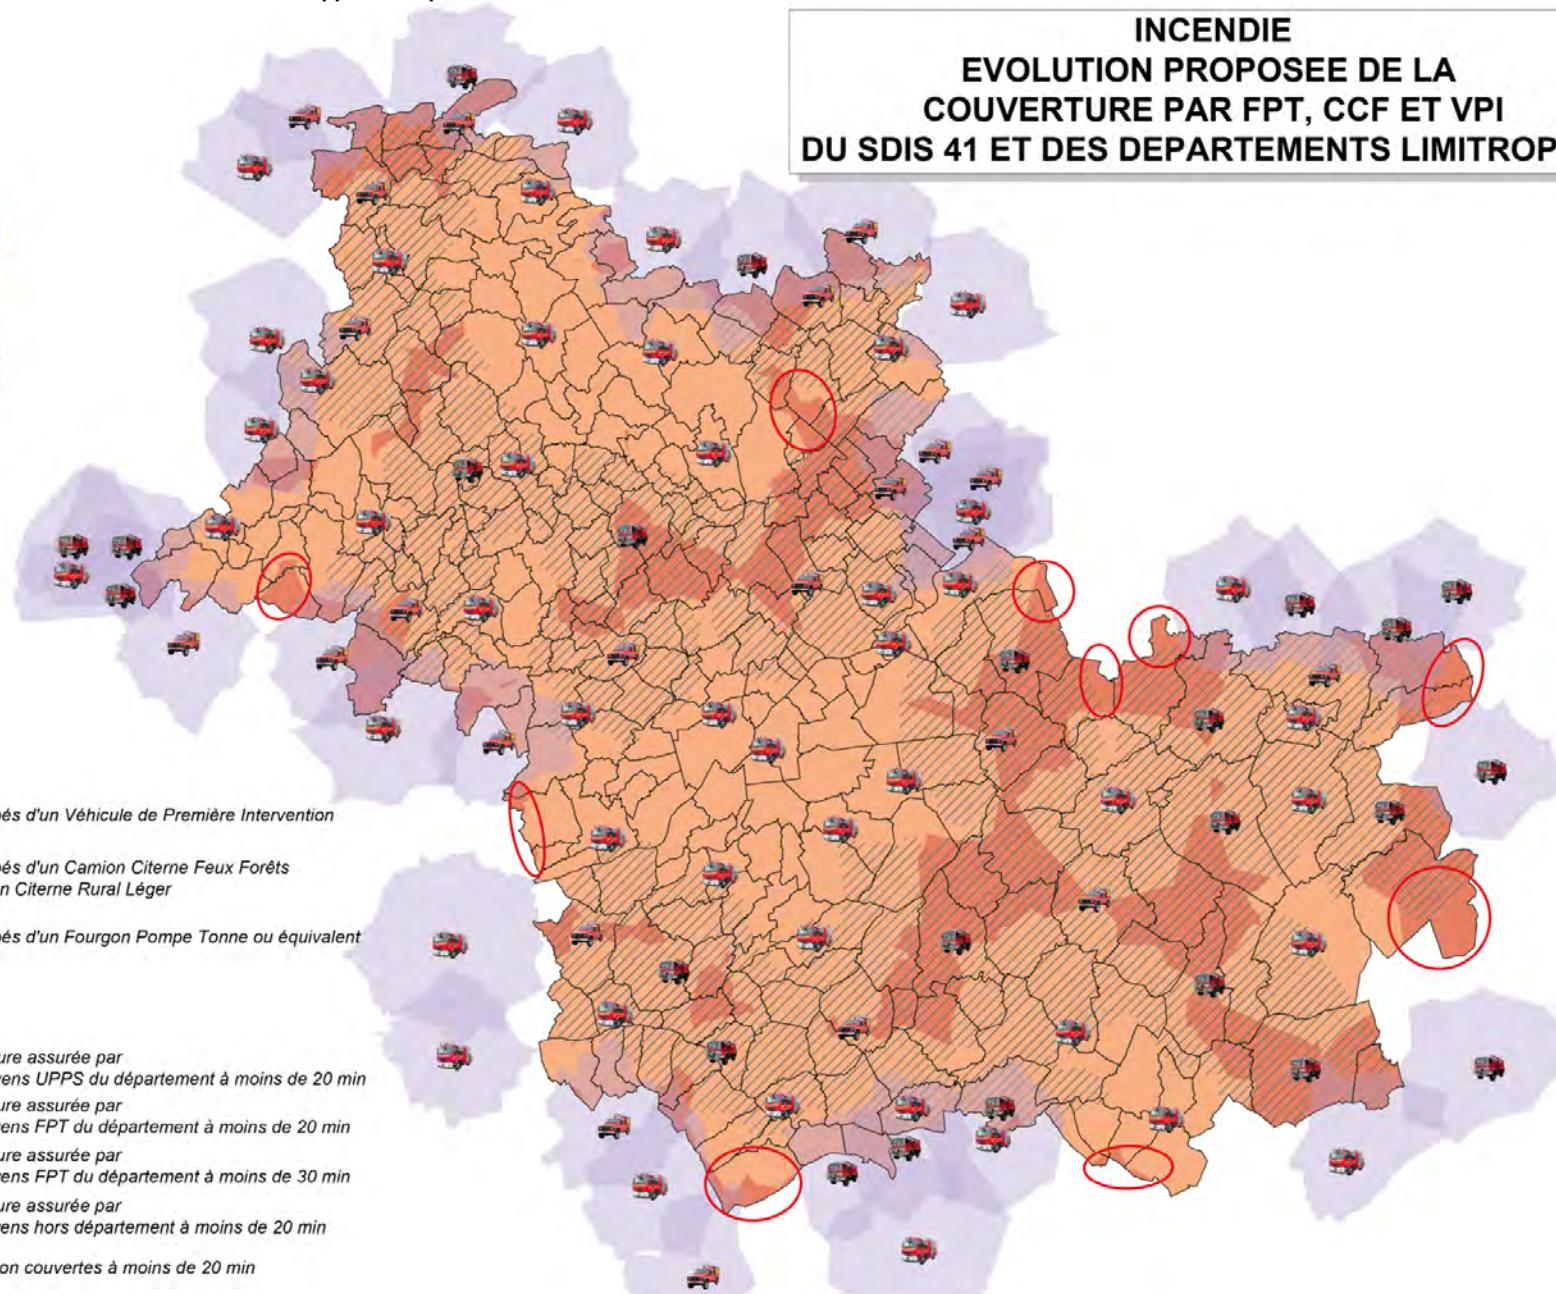 INCENDIE
EVOLUTION PROPOSEE DE LA
COUVERTURE PAR FPT, CCF ET VPI
DU SDIS 41 ET DES DEPARTEMENTS LIMITROP
és d'un Véhicule de Première Intervention
és d'un Camion Citerne Feux Forêts
n Citerne Rural Léger
és d'un Fourgon Pompe Tonne ou équivalent
ure assurée par
ens UPPS du département à moins de 20 min
ure assurée par
ens FPT du département à moins de 20 min
ure assurée par
ens FPT du département à moins de 30 min
ure assurée par
ens hors département à moins de 20 min
on couvertes à moins de 20 min